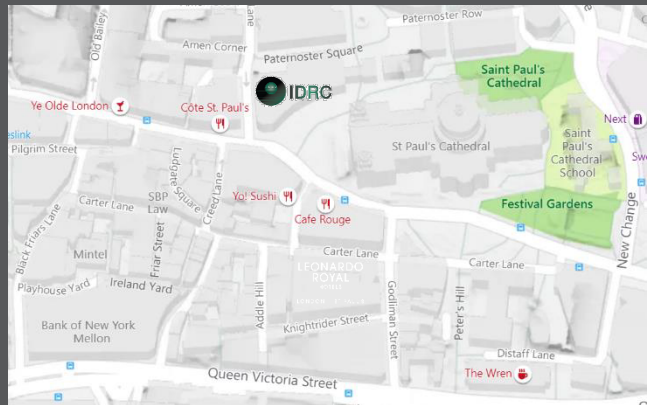 Paternoster Row
Old Bailey
Lane
Amen Corner
Paternoster Square
Saint Paul's
Cathedral
IDRC
Ye Olde London
Côte St. Paul's
Next
eslink
Pilgrim Street
St Paul's Cathedral
Saint
Paul's
Cathedral
School
Swe
Ludgate Square
Creed Lane
Yo! Sushi
SBP
Law
Carter Lane
Cafe Rouge
Festival Gardens
New Change
Black Friars Lane
Mintel
Friar Street
Carter Lane
Carter Lane
LEONARDO
ROYAL
Playhouse Yard
Ireland Yard
Addle Hill
Godliman Street
Peter's Hill
Knightrider Street
Bank of New York
Mellon
Distaff Lane
The Wren
Queen Victoria Street